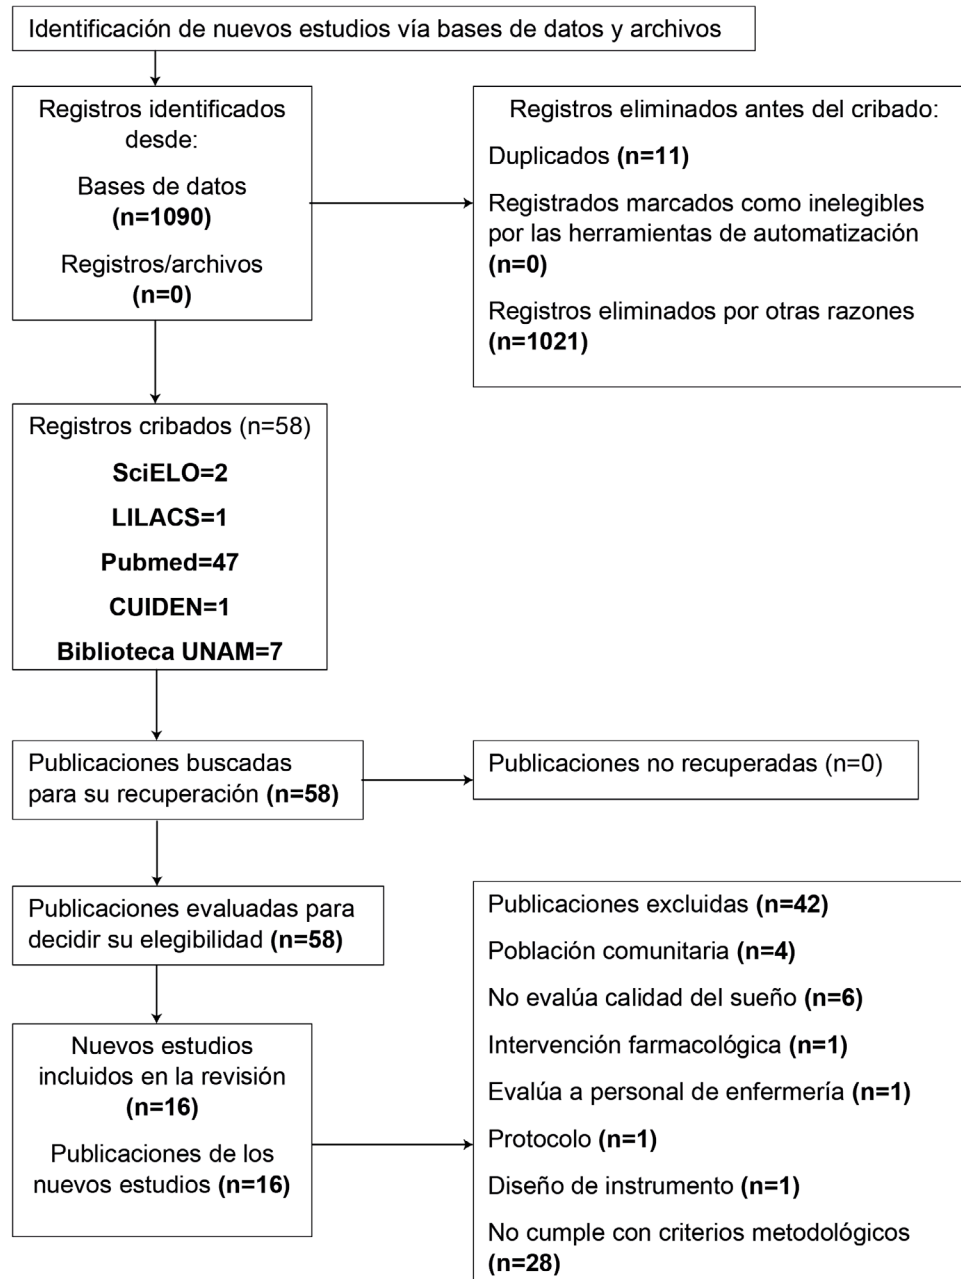 Identificación de nuevos estudios vía bases de datos y archivos
Registros identificados
desde:
Bases de datos
(n=1090)
Registros/archivos
(n=0)
Registros eliminados antes del cribado:
Duplicados (n=11)
Registrados marcados como inelegibles
por las herramientas de automatización
(n=0)
Registros eliminados por otras razones
(n=1021)
Registros cribados (n=58)
SciELO=2
LILACS=1
Pubmed=47
CUIDEN=1
Biblioteca UNAM=7
Publicaciones buscadas
para su recuperación (n=58)
Publicaciones no recuperadas (n=0)
Publicaciones evaluadas para
decidir su elegibilidad (n=58)
Publicaciones excluidas (n=42)
Población comunitaria (n=4)
No evalúa calidad del sueño (n=6)
Intervención farmacológica (n=1)
Evalúa a personal de enfermería (n=1)
Protocolo (n=1)
Diseño de instrumento (n=1)
No cumple con criterios metodológicos
(n=28)
Nuevos estudios
incluidos en la revisión
(n=16)
Publicaciones de los
nuevos estudios (n=16)